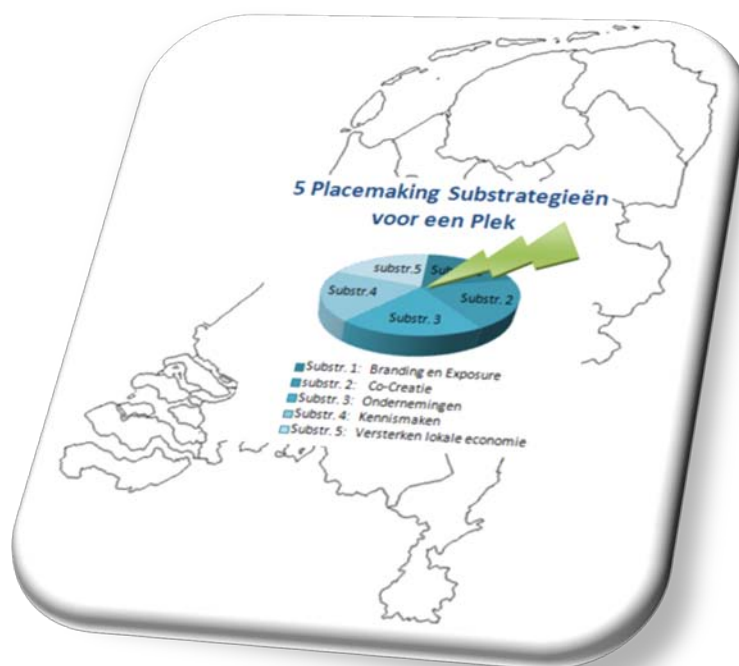 5 Placemaking Substrategieën
voor een Plek
substr.5
Substr.4
Substr. 2
Substr. 3
Substr. 1: Branding en Exposure
substr. 2: Co-Creatie
Substr. 3: Ondernemingen
Substr. 4: Kennismaken
Substr. 5: Versterken lokale economie